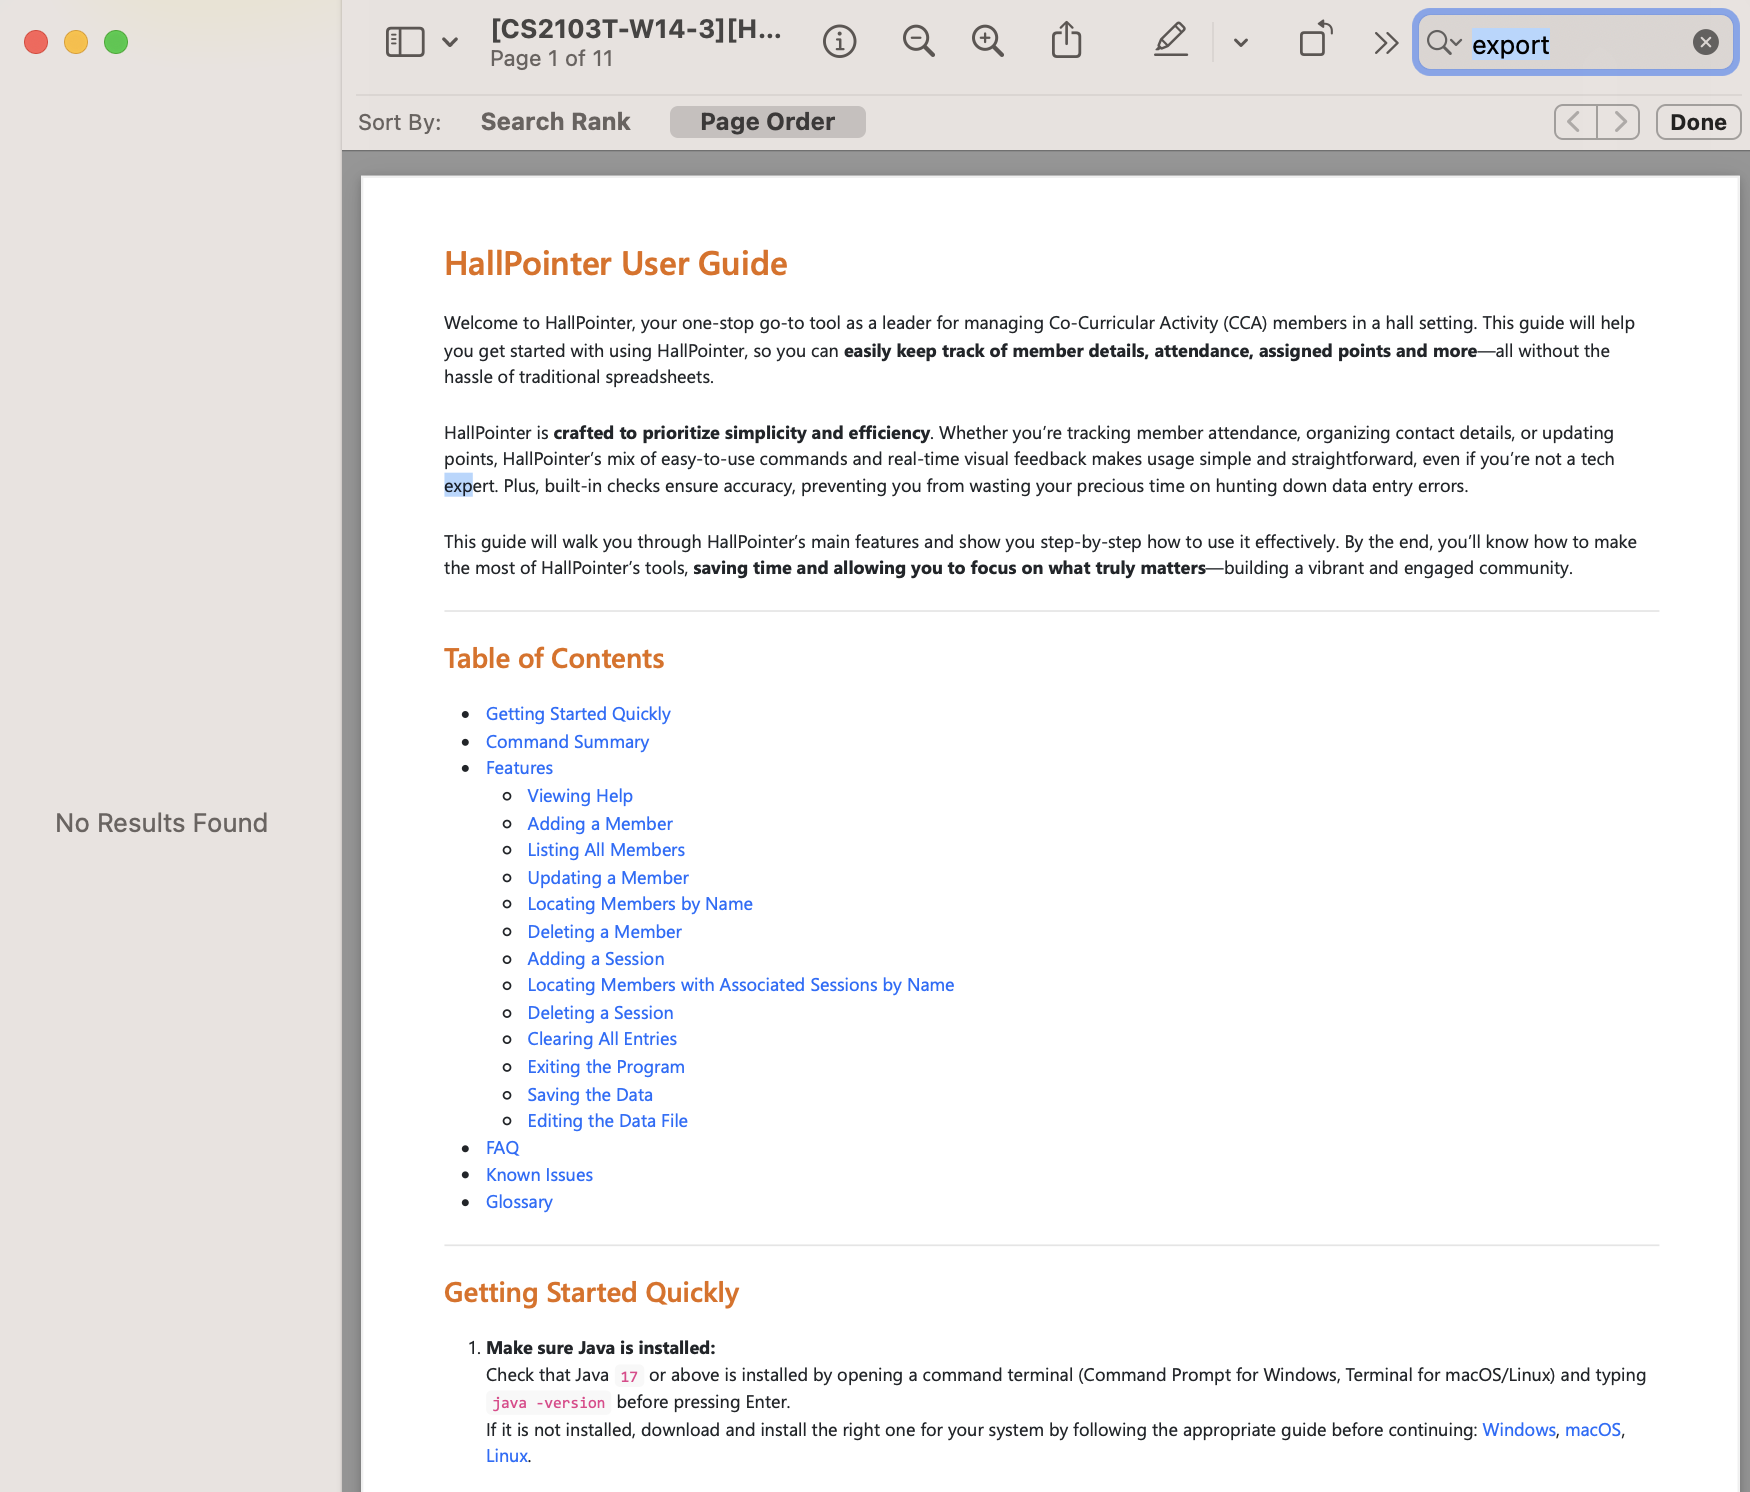 [CS2103T-W14-3][H...
Page 1 of 11
export
Sort By:
Search Rank
Page Order
Done
No Results Found
HallPointer User Guide
Welcome to HallPointer, your one-stop go-to tool as a leader for managing Co-Curricular Activity (CCA) members in a hall setting. This guide will help
you get started with using HallPointer, so you can easily keep track of member details, attendance, assigned points and more—all without the
hassle of traditional spreadsheets.
HallPointer is crafted to prioritize simplicity and efficiency. Whether you’re tracking member attendance, organizing contact details, or updating
points, HallPointer’s mix of easy-to-use commands and real-time visual feedback makes usage simple and straightforward, even if you’re not a tech
expert. Plus, built-in checks ensure accuracy, preventing you from wasting your precious time on hunting down data entry errors.
This guide will walk you through HallPointer’s main features and show you step-by-step how to use it effectively. By the end, you’ll know how to make
the most of HallPointer’s tools, saving time and allowing you to focus on what truly matters—building a vibrant and engaged community.
Table of Contents
• Getting Started Quickly
• Command Summary
• Features
Viewing Help
Adding a Member
Listing All Members
Updating a Member
Locating Members by Name
Deleting a Member
Adding a Session
Locating Members with Associated Sessions by Name
Deleting a Session
Clearing All Entries
Exiting the Program
Saving the Data
Editing the Data File
• FAQ
• Known Issues
• Glossary
Getting Started Quickly
1. Make sure Java is installed:
Check that Java 17 or above is installed by opening a command terminal (Command Prompt for Windows, Terminal for macOS/Linux) and typing
java -version before pressing Enter.
If it is not installed, download and install the right one for your system by following the appropriate guide before continuing: Windows, macOS,
Linux.